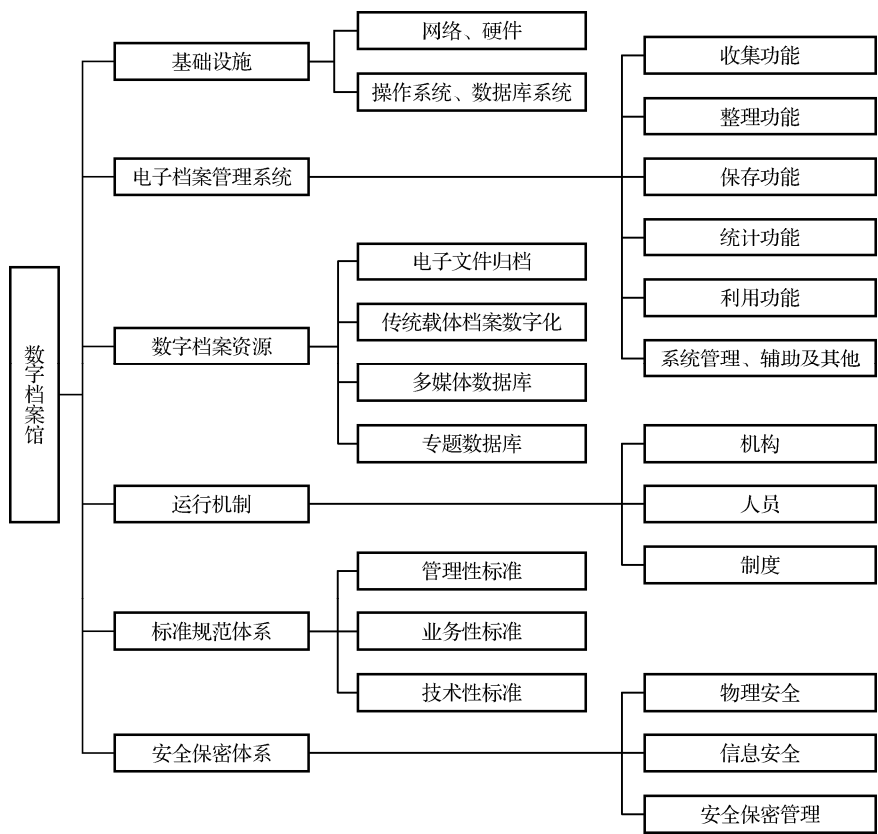 数字档案馆
基础设施
网络、硬件
操作系统、数据库系统
电子档案管理系统
收集功能
整理功能
保存功能
统计功能
利用功能
系统管理、辅助及其他
数字档案资源
电子文件归档
传统载体档案数字化
多媒体数据库
专题数据库
运行机制
机构
人员
制度
标准规范体系
管理性标准
业务性标准
技术性标准
安全保密体系
物理安全
信息安全
安全保密管理